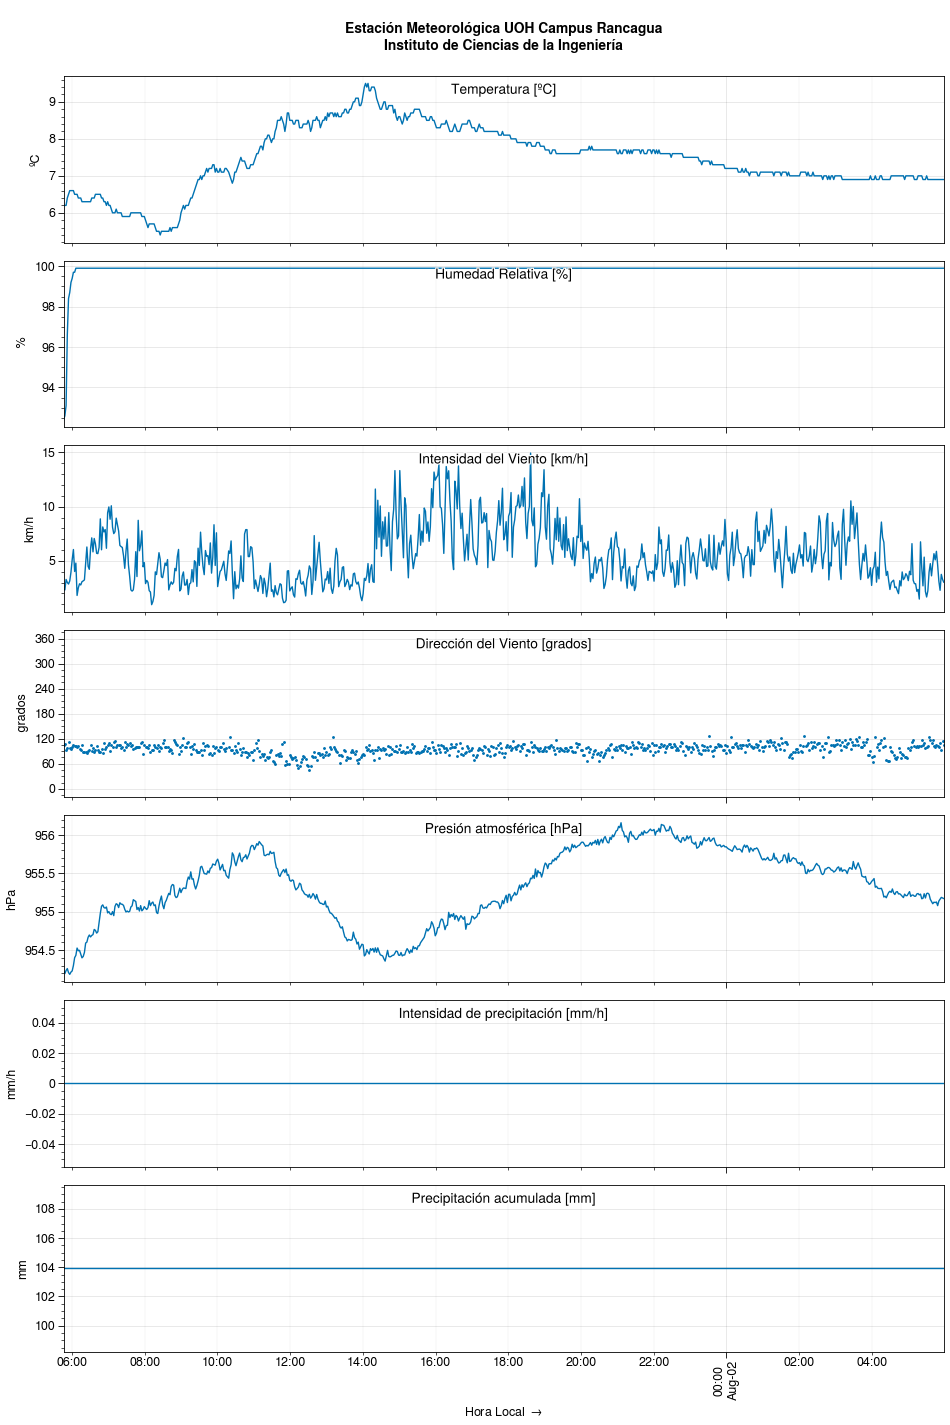 Estación Meteorológica UOH Campus Rancagua
Instituto de Ciencias de la Ingeniería
Temperatura [ºC]
ºC
9
8
7
6
Humedad Relativa [%]
%
100
98
96
94
Intensidad del Viento [km/h]
km/h
15
10
5
Dirección del Viento [grados]
grados
360
300
240
180
120
60
0
Presión atmosférica [hPa]
hPa
956
955.5
955
954.5
Intensidad de precipitación [mm/h]
mm/h
0.04
0.02
0
−0.02
−0.04
Precipitación acumulada [mm]
mm
108
106
104
102
100
06:00 08:00 10:00 12:00 14:00 16:00 18:00 20:00 22:00 00:00 02:00 04:00
Aug-02
Hora Local →